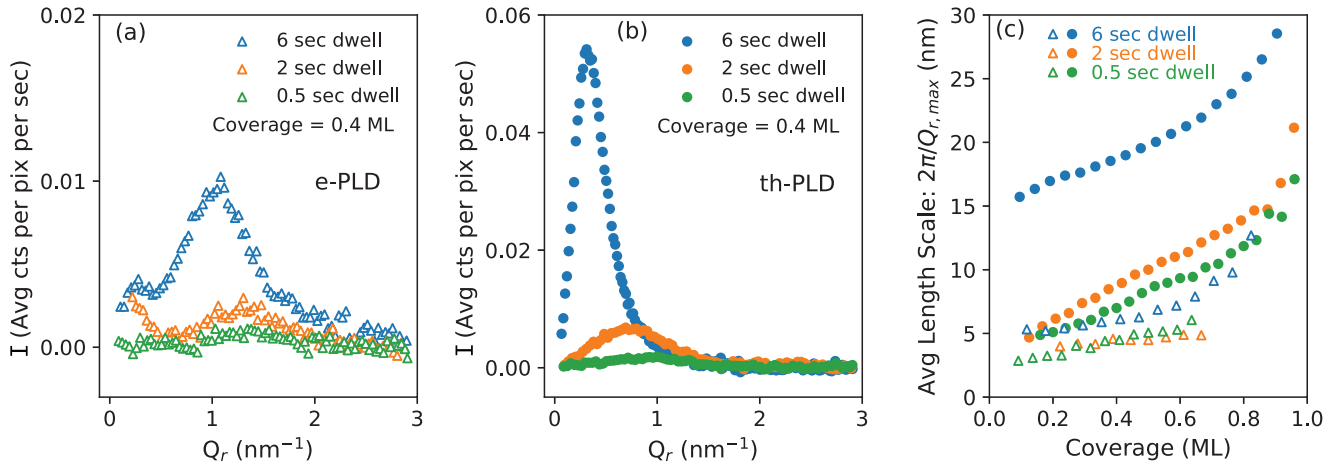 (a)
6 sec dwell
2 sec dwell
0.5 sec dwell
Coverage = 0.4 ML
e-PLD
I (Avg cts per pix per sec)
0.02
0.01
0.00
0 1 2 3
Qr (nm−1)
(b)
6 sec dwell
2 sec dwell
0.5 sec dwell
Coverage = 0.4 ML
th-PLD
I (Avg cts per pix per sec)
0.06
0.04
0.02
0.00
0 1 2 3
Qr (nm−1)
(c)
6 sec dwell
2 sec dwell
0.5 sec dwell
Avg Length Scale: 2π/Qr,max (nm)
30
25
20
15
10
5
0
0.0 0.2 0.4 0.6 0.8 1.0
Coverage (ML)